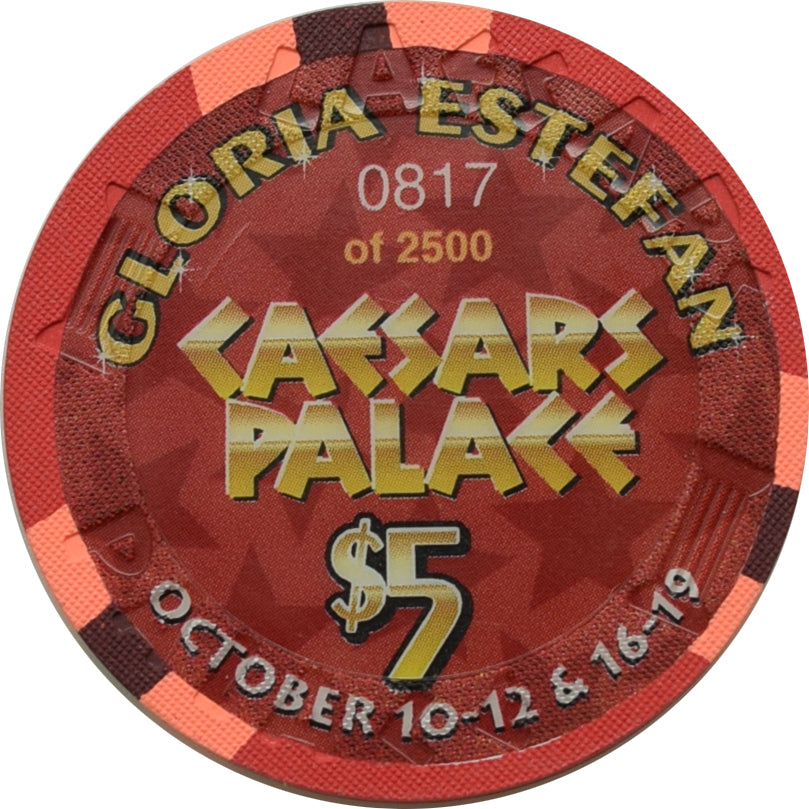 GLORIA ESTEFAN
0817
of 2500
CAESARS
PALACE
$5
OCTOBER 10-12 & 16-19